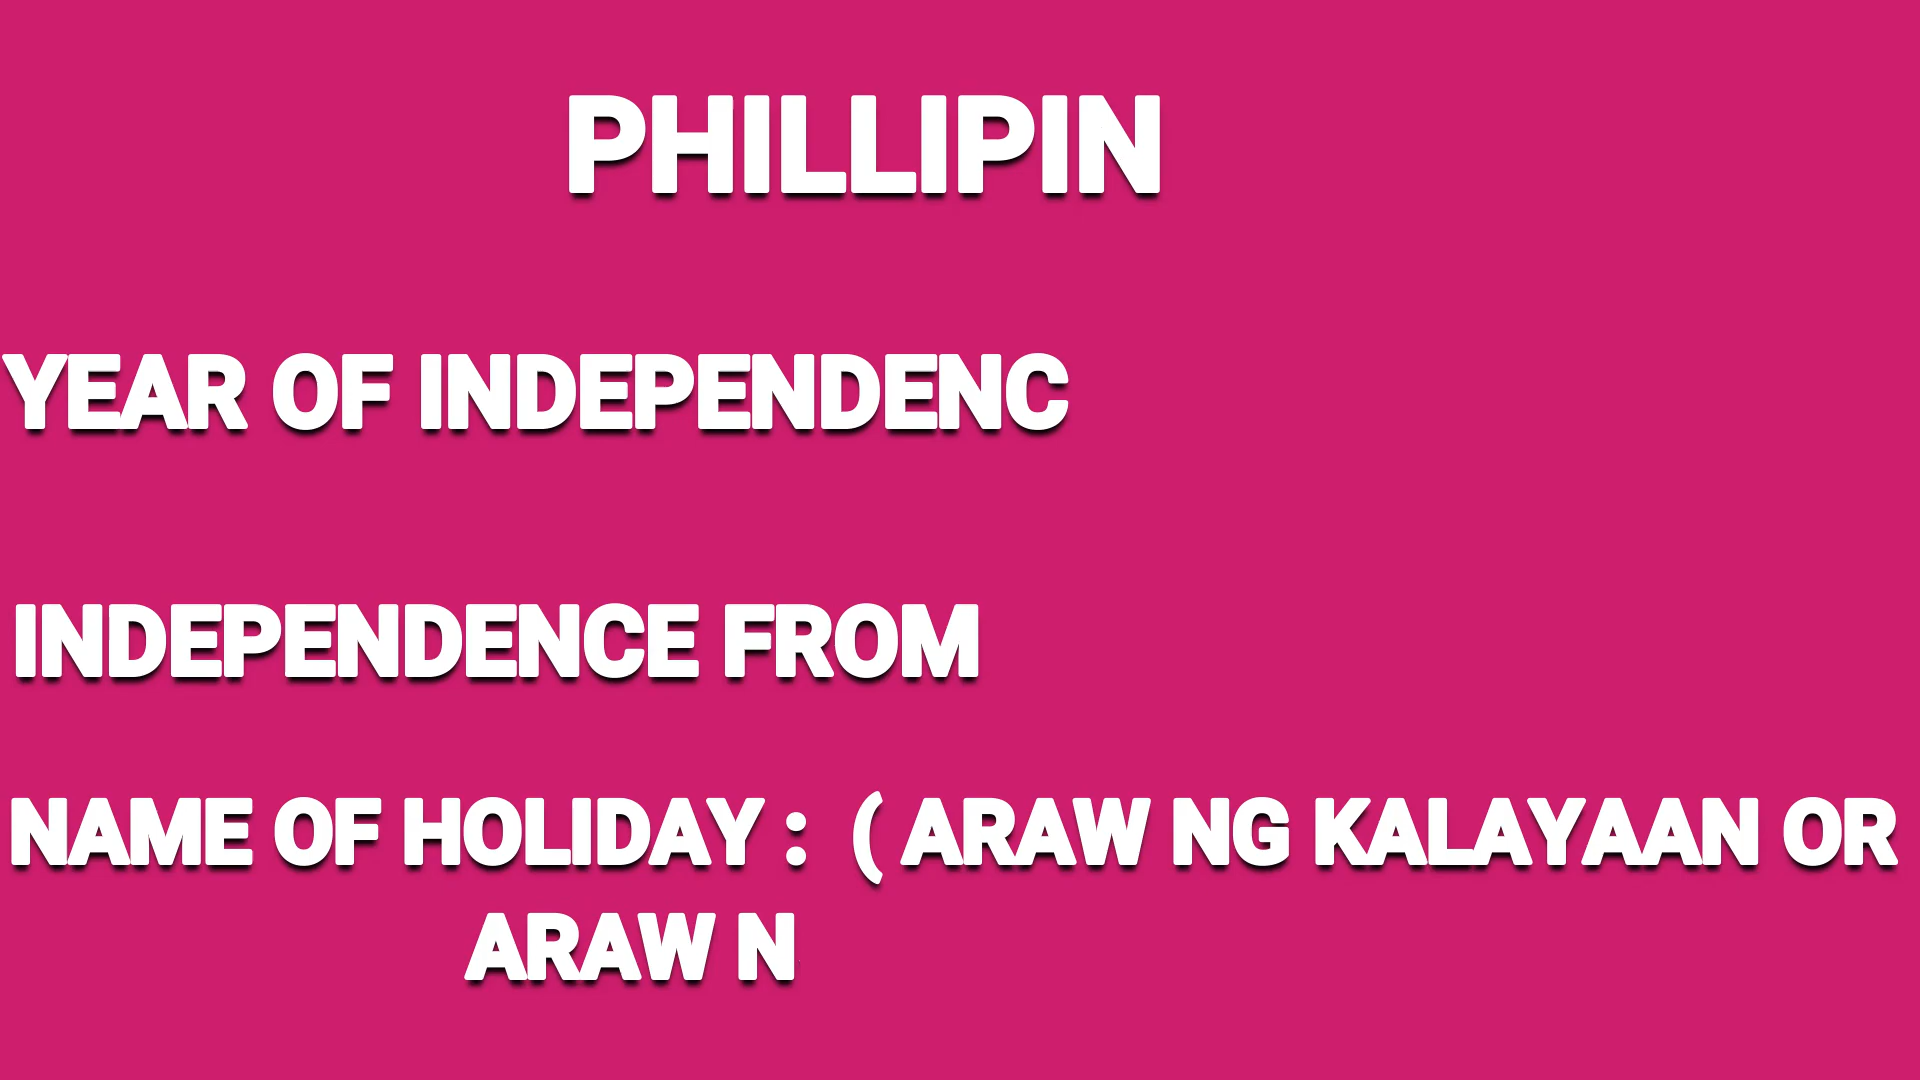 PHILLIPIN
YEAR OF INDEPENDENC
INDEPENDENCE FROM
NAME OF HOLIDAY : ( ARAW NG KALAYAAN OR
ARAW N